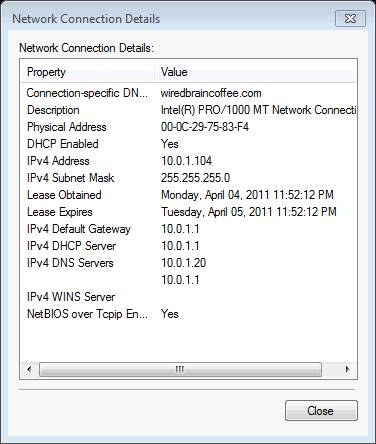 Network Connection Details
Network Connection Details:
Property Value
Connection-specific DN... wiredbraincoffee.com
Description Intel(R) PRO/1000 MT Network Connecti
Physical Address 00-0C-29-75-83-F4
DHCP Enabled Yes
IPv4 Address 10.0.1.104
IPv4 Subnet Mask 255.255.255.0
Lease Obtained Monday, April 04, 2011 11:52:12 PM
Lease Expires Tuesday, April 05, 2011 11:52:12 PM
IPv4 Default Gateway 10.0.1.1
IPv4 DHCP Server 10.0.1.1
IPv4 DNS Servers 10.0.1.20
10.0.1.1
IPv4 WINS Server
NetBIOS over Tcpip En... Yes
Close